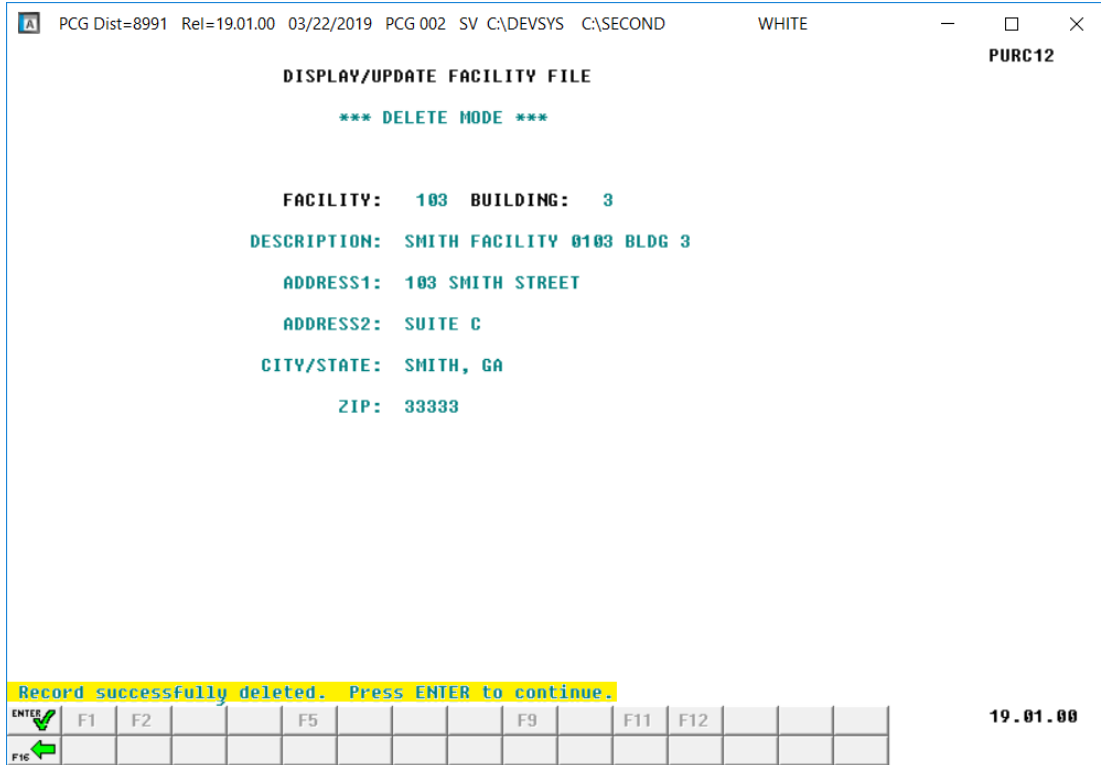 A PCG Dist=8991 Rel=19.01.00 03/22/2019 PCG 002 SV C:\DEVSYS C:\SECOND WHITE
PURC12
DISPLAY/UPDATE FACILITY FILE
*** DELETE MODE ***
FACILITY: 103 BUILDING: 3
DESCRIPTION: SMITH FACILITY 0103 BLDG 3
ADDRESS1: 103 SMITH STREET
ADDRESS2: SUITE C
CITY/STATE: SMITH, GA
ZIP: 33333
Record successfully deleted. Press ENTER to continue.
ENTER F1 F2 F5 F9 F11 F12 19.01.00
F16